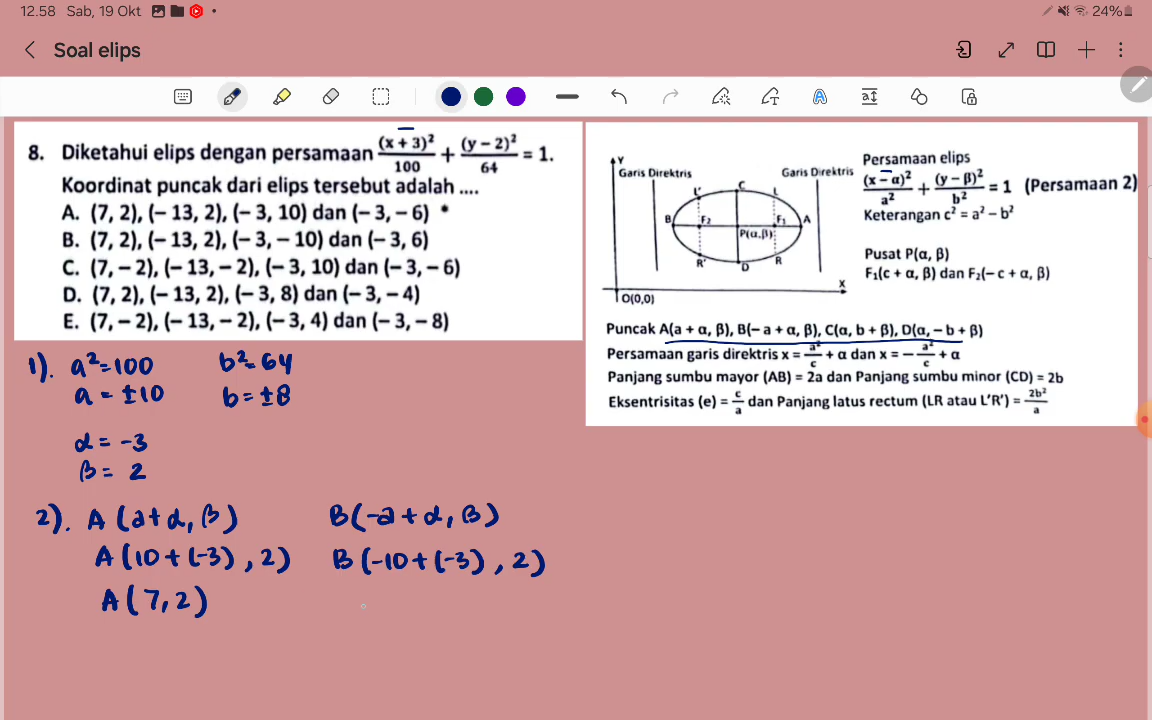 12.58 Sab, 19 Okt
24%
Soal elips
8. Diketahui elips dengan persamaan (x + 3)²/100 + (y – 2)²/64 = 1.
Koordinat puncak dari elips tersebut adalah ....
A. (7, 2), (– 13, 2), (– 3, 10) dan (– 3, – 6) •
B. (7, 2), (– 13, 2), (– 3, – 10) dan (– 3, 6)
C. (7, – 2), (– 13, – 2), (– 3, 10) dan (– 3, – 6)
D. (7, 2), (– 13, 2), (– 3, 8) dan (– 3, – 4)
E. (7, – 2), (– 13, – 2), (– 3, 4) dan (– 3, – 8)
Y
Garis Direktris
Garis Direktris
L' C L
B F₂ F₁ A
P(α,β)
R' D R
X
O(0,0)
Persamaan elips
(x – α)²/a² + (y – β)²/b² = 1 (Persamaan 2)
Keterangan c² = a² – b²
Pusat P(α, β)
F₁(c + α, β) dan F₂(– c + α, β)
Puncak A(a + α, β), B(– a + α, β), C(α, b + β), D(α, – b + β)
Persamaan garis direktris x = a²/c + α dan x = – a²/c + α
Panjang sumbu mayor (AB) = 2a dan Panjang sumbu minor (CD) = 2b
Eksentrisitas (e) = c/a dan Panjang latus rectum (LR atau L'R') = 2b²/a
1). a² = 100 b² = 64
a = ±10 b = ±8
α = -3
β = 2
2). A (a + α, β) B (-a + α, β)
A (10 + (-3), 2) B (-10 + (-3), 2)
A (7, 2)